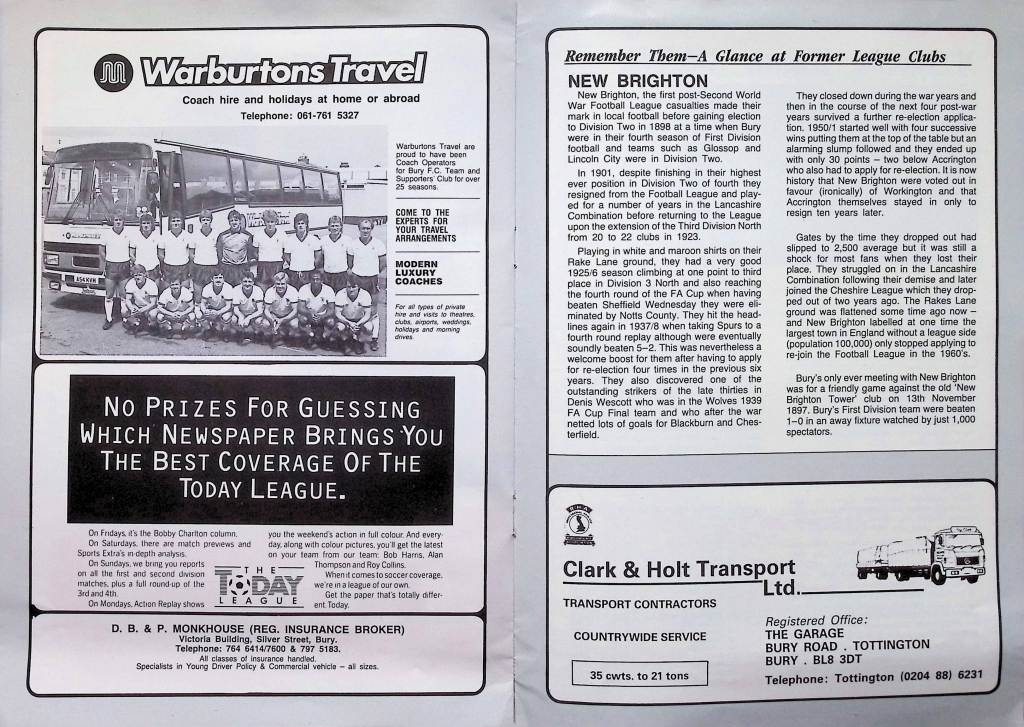 Warburtons Travel
Coach hire and holidays at home or abroad
Telephone: 061-761 5327
Warburtons Travel are
proud to have been
Coach Operators
for Bury F.C. Team and
Supporters' Club for over
25 seasons.
COME TO THE
EXPERTS FOR
YOUR TRAVEL
ARRANGEMENTS
MODERN
LUXURY
COACHES
For all types of private
hire and visits to theatres,
clubs, airports, weddings,
holidays and morning
drives.
NO PRIZES FOR GUESSING
WHICH NEWSPAPER BRINGS YOU
THE BEST COVERAGE OF THE
TODAY LEAGUE.
On Fridays, it's the Bobby Charlton column.
On Saturdays, there are match previews and
Sports Extra's in-depth analysis.
On Sundays, we bring you reports
on all the first and second division
matches, plus a full round-up of the
3rd and 4th.
On Mondays, Action Replay shows
you the weekend's action in full colour. And every-
day, along with colour pictures, you'll get the latest
on your team from our team: Bob Harris, Alan
Thompson and Roy Collins.
When it comes to soccer coverage,
we're in a league of our own.
Get the paper that's totally differ-
ent. Today.
THE
TODAY
LEAGUE
D. B. & P. MONKHOUSE (REG. INSURANCE BROKER)
Victoria Building, Silver Street, Bury.
Telephone: 764 6414/7600 & 797 5183.
All classes of insurance handled.
Specialists in Young Driver Policy & Commercial vehicle – all sizes.
Remember Them—A Glance at Former League Clubs
NEW BRIGHTON
New Brighton, the first post-Second World
War Football League casualties made their
mark in local football before gaining election
to Division Two in 1898 at a time when Bury
were in their fourth season of First Division
football and teams such as Glossop and
Lincoln City were in Division Two.
In 1901, despite finishing in their highest
ever position in Division Two of fourth they
resigned from the Football League and play-
ed for a number of years in the Lancashire
Combination before returning to the League
upon the extension of the Third Division North
from 20 to 22 clubs in 1923.
Playing in white and maroon shirts on their
Rake Lane ground, they had a very good
1925/6 season climbing at one point to third
place in Division 3 North and also reaching
the fourth round of the FA Cup when having
beaten Sheffield Wednesday they were eli-
minated by Notts County. They hit the head-
lines again in 1937/8 when taking Spurs to a
fourth round replay although were eventually
soundly beaten 5–2. This was nevertheless a
welcome boost for them after having to apply
for re-election four times in the previous six
years. They also discovered one of the
outstanding strikers of the late thirties in
Denis Wescott who was in the Wolves 1939
FA Cup Final team and who after the war
netted lots of goals for Blackburn and Ches-
terfield.
They closed down during the war years and
then in the course of the next four post-war
years survived a further re-election applica-
tion. 1950/1 started well with four successive
wins putting them at the top of the table but an
alarming slump followed and they ended up
with only 30 points – two below Accrington
who also had to apply for re-election. It is now
history that New Brighton were voted out in
favour (ironically) of Workington and that
Accrington themselves stayed in only to
resign ten years later.
Gates by the time they dropped out had
slipped to 2,500 average but it was still a
shock for most fans when they lost their
place. They struggled on in the Lancashire
Combination following their demise and later
joined the Cheshire League which they drop-
ped out of two years ago. The Rakes Lane
ground was flattened some time ago now –
and New Brighton labelled at one time the
largest town in England without a league side
(population 100,000) only stopped applying to
re-join the Football League in the 1960's.
Bury's only ever meeting with New Brighton
was for a friendly game against the old 'New
Brighton Tower' club on 13th November
1897. Bury's First Division team were beaten
1–0 in an away fixture watched by just 1,000
spectators.
Clark & Holt Transport
Ltd.
TRANSPORT CONTRACTORS
COUNTRYWIDE SERVICE
35 cwts. to 21 tons
Registered Office:
THE GARAGE
BURY ROAD . TOTTINGTON
BURY . BL8 3DT
Telephone: Tottington (0204 88) 6231